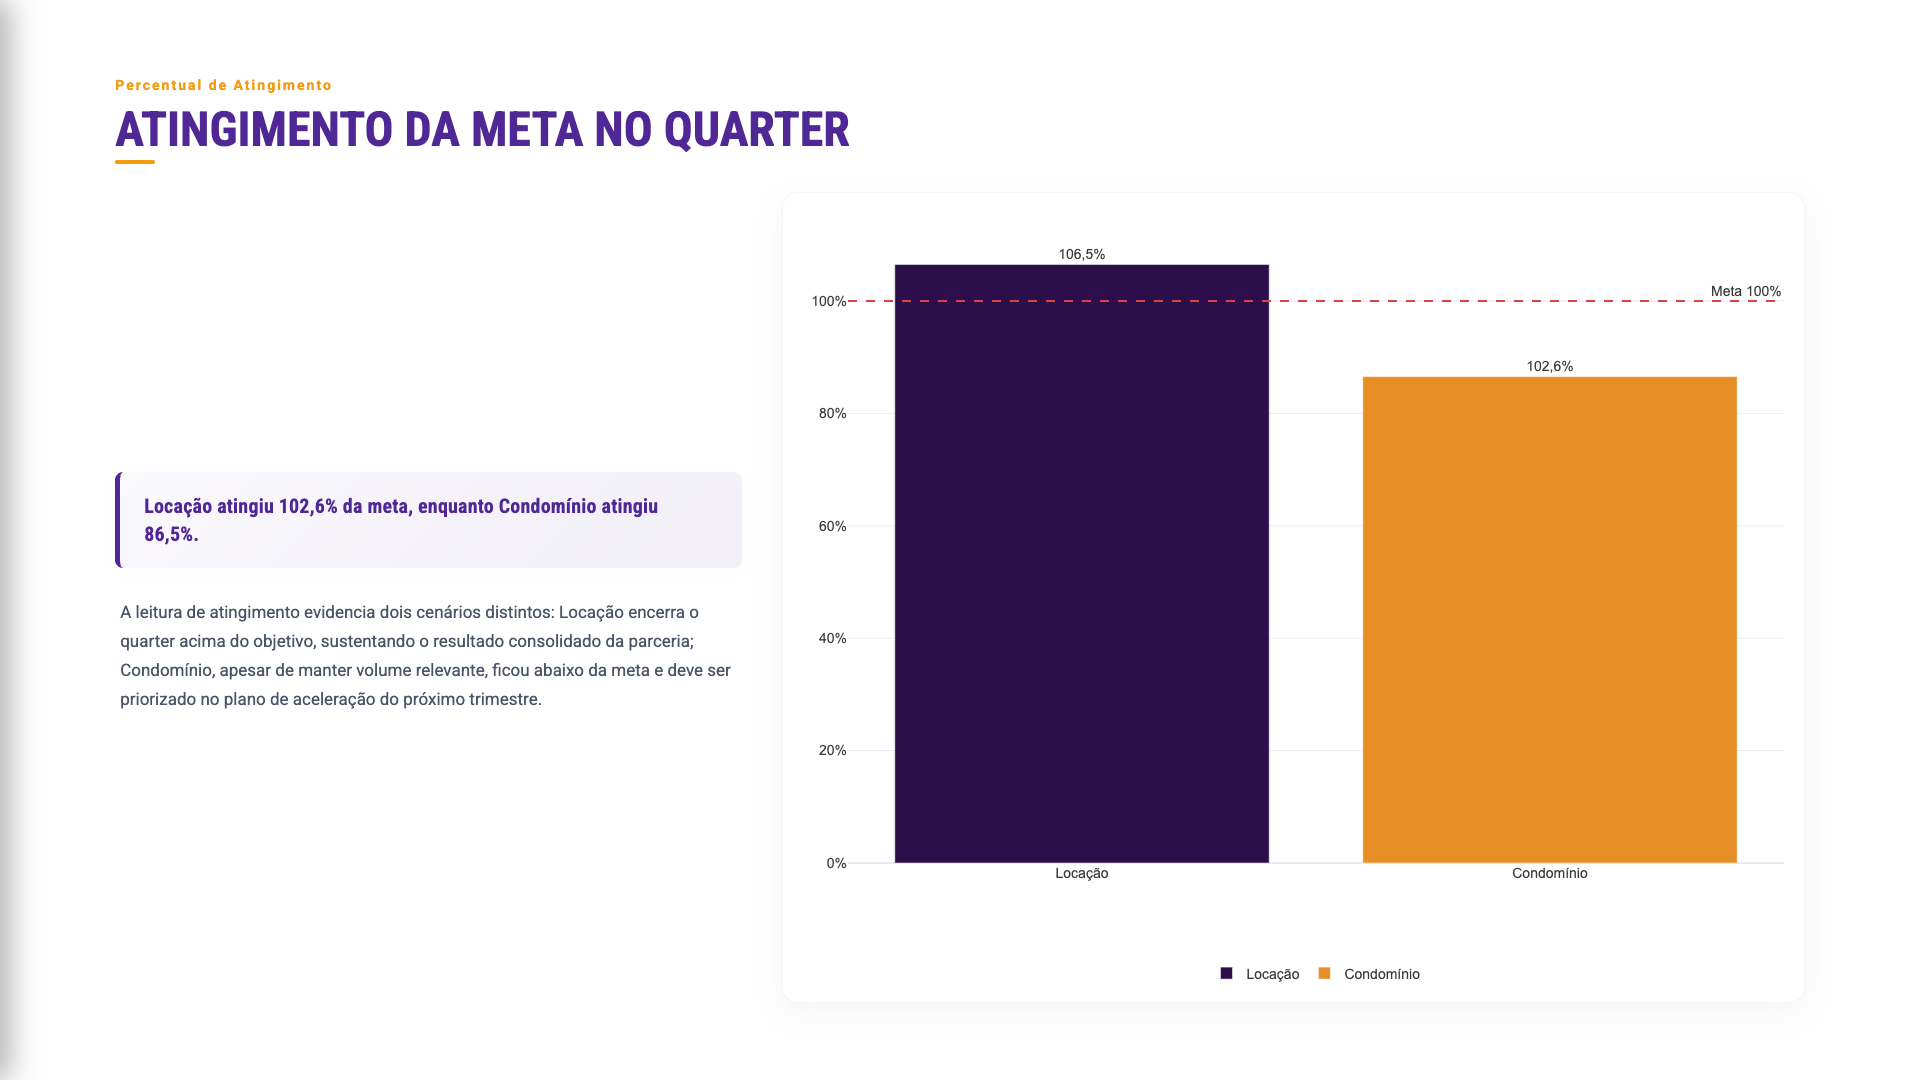 Percentual de Atingimento
ATINGIMENTO DA META NO QUARTER
Locação atingiu 102,6% da meta, enquanto Condomínio atingiu
86,5%.
A leitura de atingimento evidencia dois cenários distintos: Locação encerra o
quarter acima do objetivo, sustentando o resultado consolidado da parceria;
Condomínio, apesar de manter volume relevante, ficou abaixo da meta e deve ser
priorizado no plano de aceleração do próximo trimestre.
106,5%
100%
Meta 100%
102,6%
80%
60%
40%
20%
0%
Locação
Condomínio
Locação
Condomínio